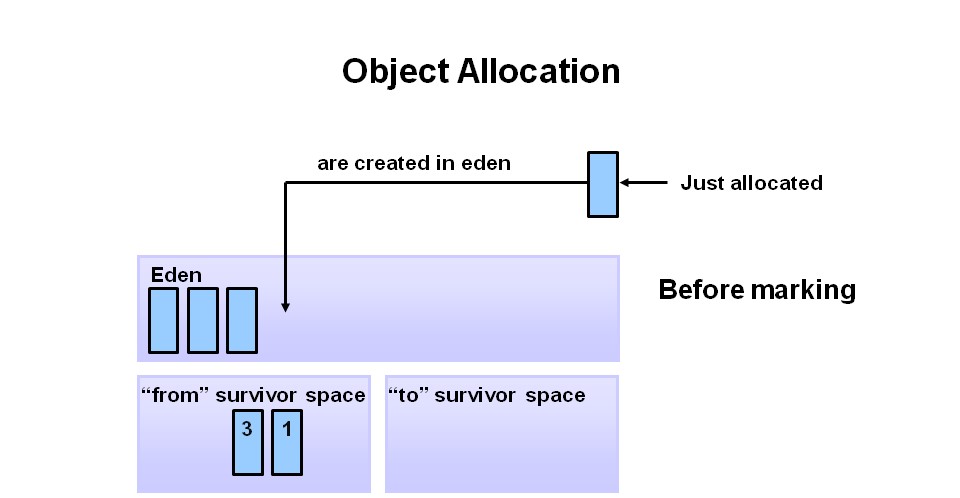 Object Allocation
are created in eden
Just allocated
Eden
Before marking
“from” survivor space
“to” survivor space
3 1